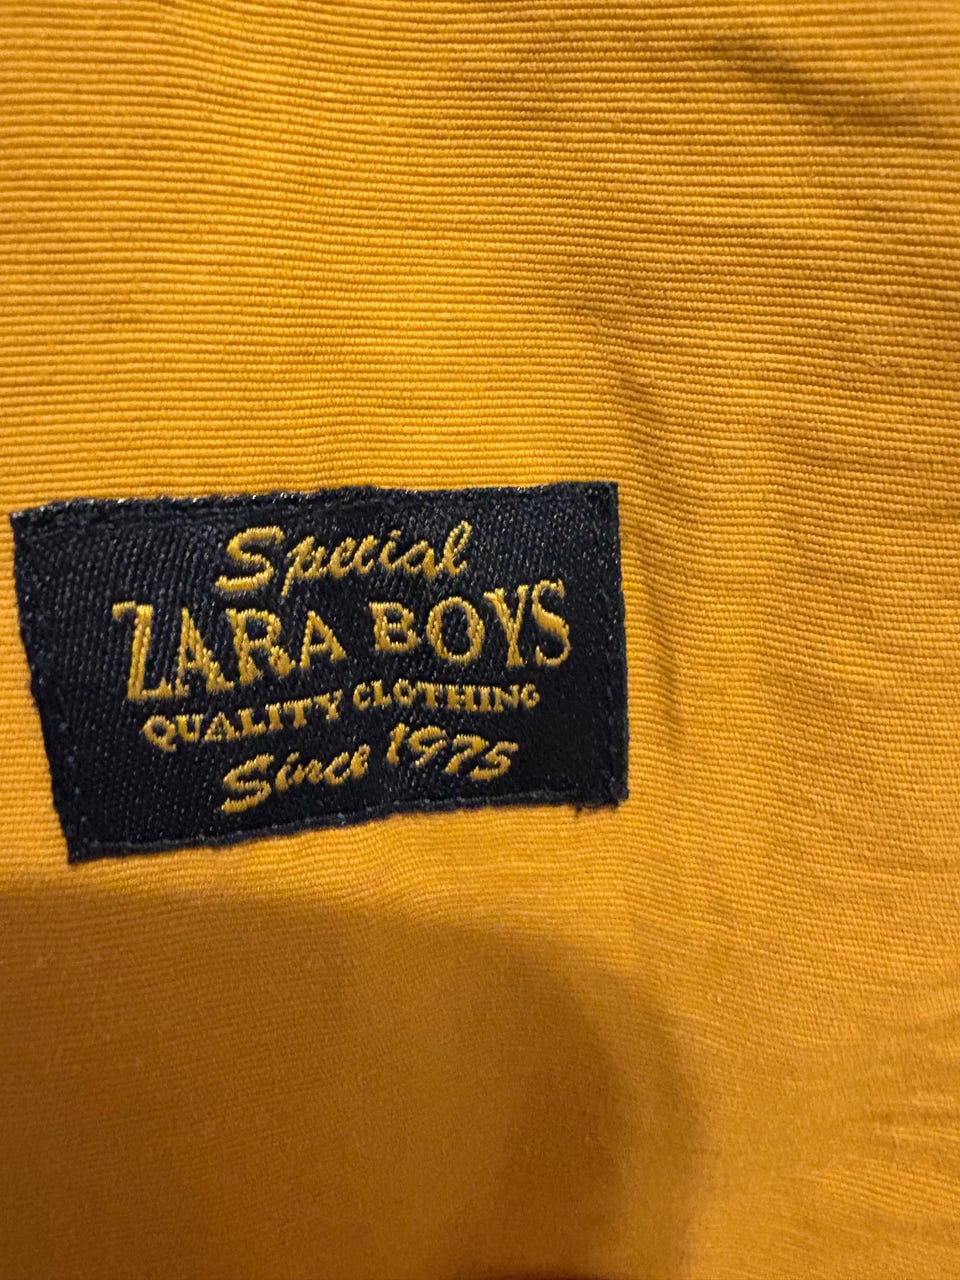 Special
ZARA BOYS
QUALITY CLOTHING
Since 1975